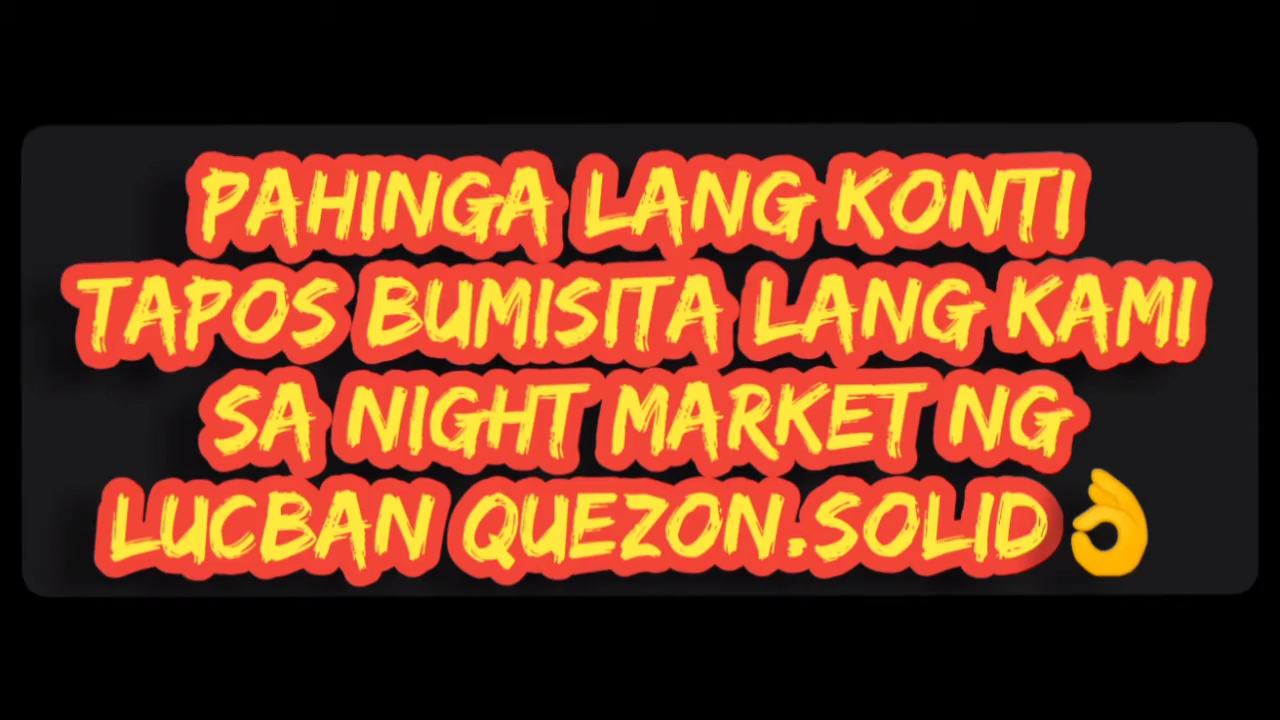 PAHINGA LANG KONTI
TAPOS BUMISITA LANG KAMI
SA NIGHT MARKET NG
LUCBAN QUEZON.SOLID👌